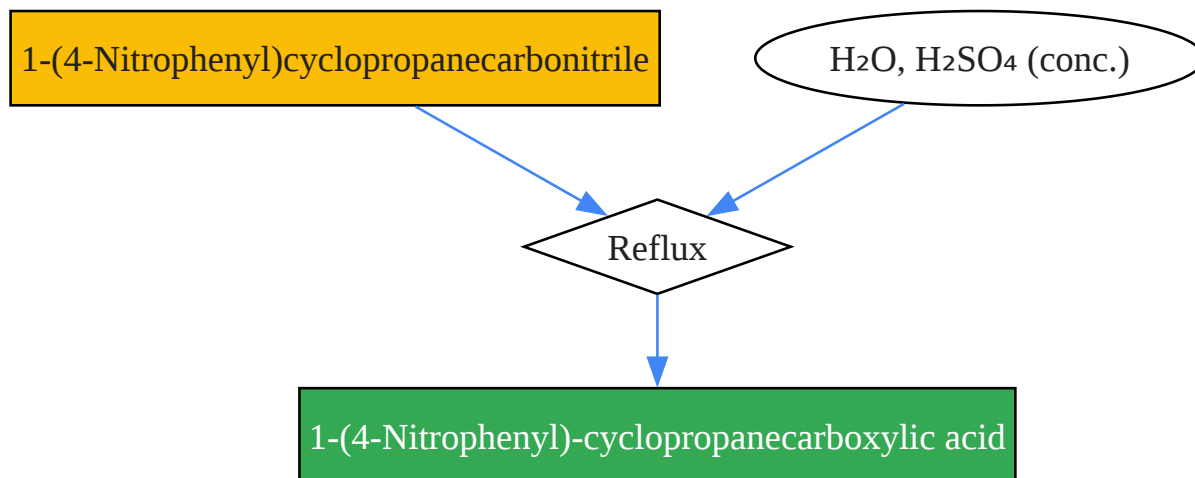 1-(4-Nitrophenyl)cyclopropanecarbonitrile
H₂O, H₂SO₄ (conc.)
Reflux
1-(4-Nitrophenyl)-cyclopropanecarboxylic acid